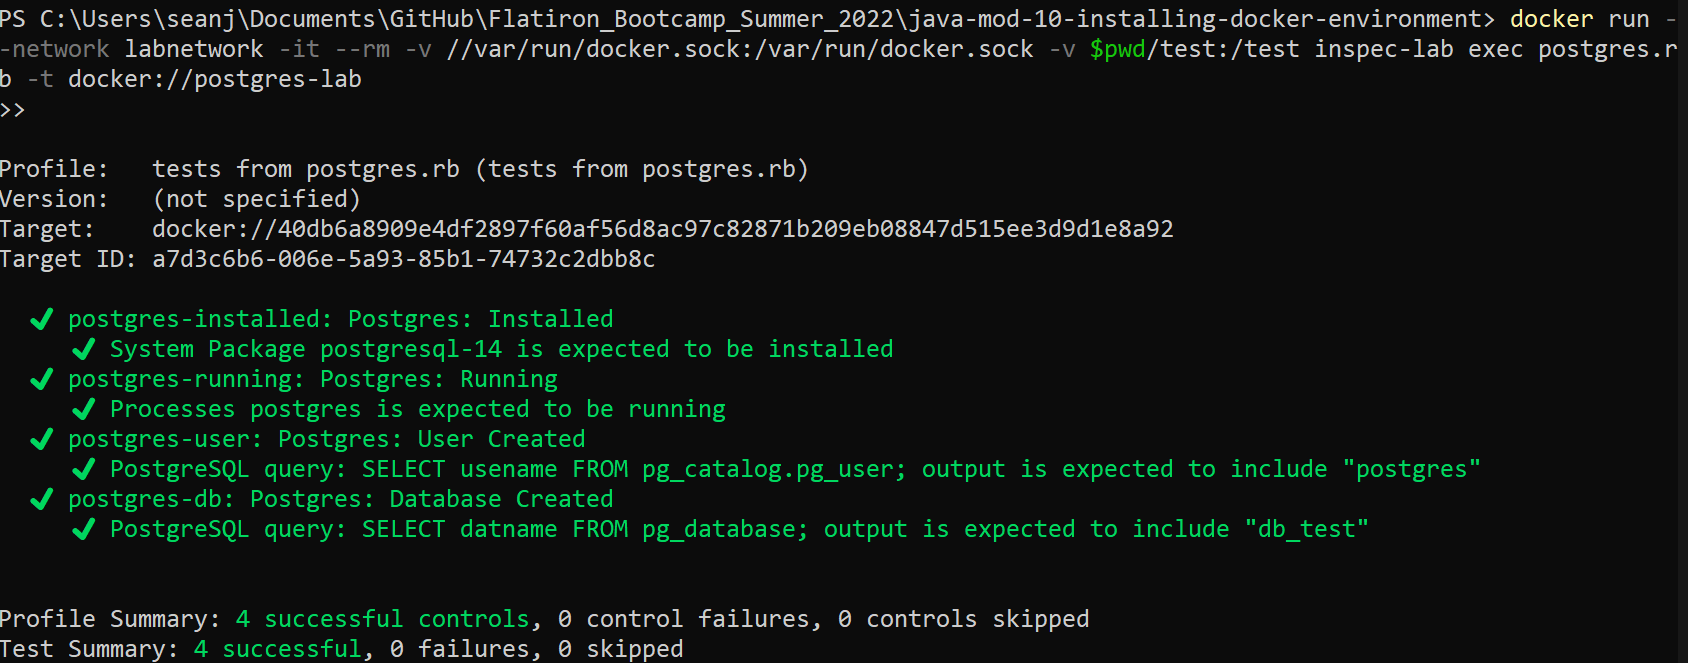 PS C:\Users\seanj\Documents\GitHub\Flatiron_Bootcamp_Summer_2022\java-mod-10-installing-docker-environment> docker run -
-network labnetwork -it --rm -v //var/run/docker.sock:/var/run/docker.sock -v $pwd/test:/test inspec-lab exec postgres.r
b -t docker://postgres-lab
>>
Profile:   tests from postgres.rb (tests from postgres.rb)
Version:   (not specified)
Target:    docker://40db6a8909e4df2897f60af56d8ac97c82871b209eb08847d515ee3d9d1e8a92
Target ID: a7d3c6b6-006e-5a93-85b1-74732c2dbb8c
✔ postgres-installed: Postgres: Installed
✔ System Package postgresql-14 is expected to be installed
✔ postgres-running: Postgres: Running
✔ Processes postgres is expected to be running
✔ postgres-user: Postgres: User Created
✔ PostgreSQL query: SELECT usename FROM pg_catalog.pg_user; output is expected to include "postgres"
✔ postgres-db: Postgres: Database Created
✔ PostgreSQL query: SELECT datname FROM pg_database; output is expected to include "db_test"
Profile Summary: 4 successful controls, 0 control failures, 0 controls skipped
Test Summary: 4 successful, 0 failures, 0 skipped